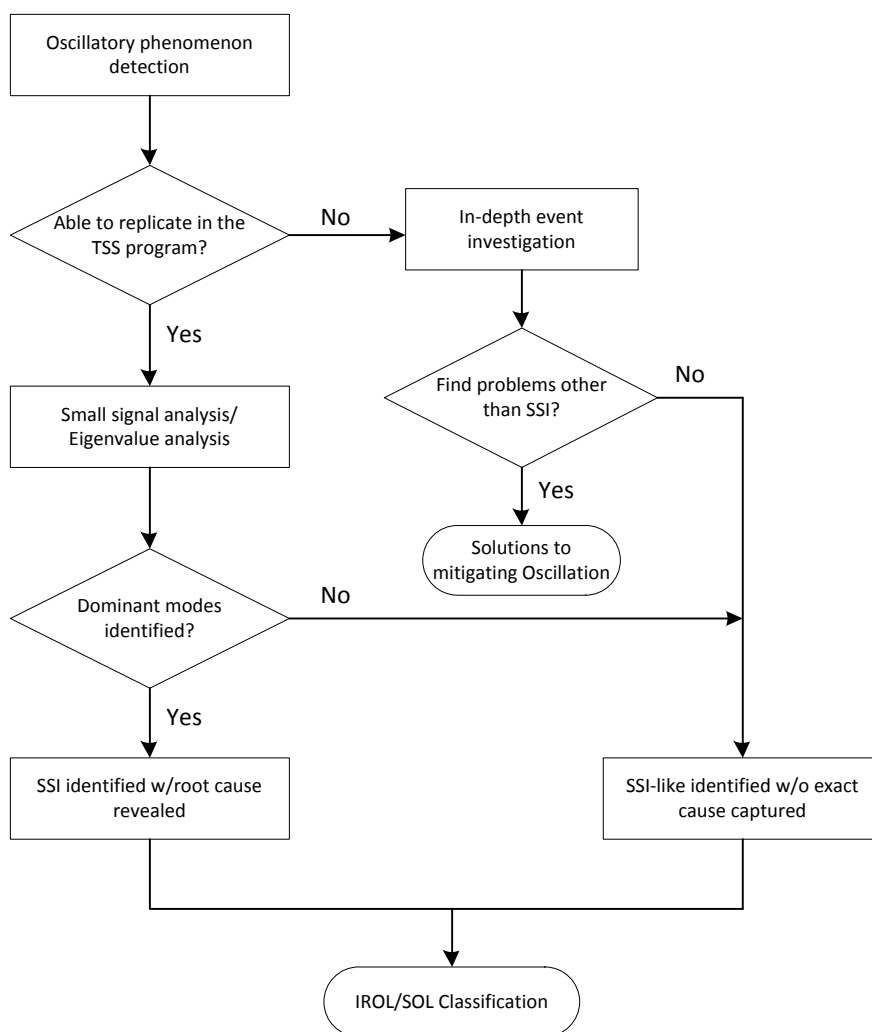 Oscillatory phenomenon
detection
Able to replicate in the
TSS program?
No
In-depth event
investigation
Yes
Find problems other
than SSI?
No
Small signal analysis/
Eigenvalue analysis
Yes
Solutions to
mitigating Oscillation
Dominant modes
identified?
No
Yes
SSI identified w/root cause
revealed
SSI-like identified w/o exact
cause captured
IROL/SOL Classification